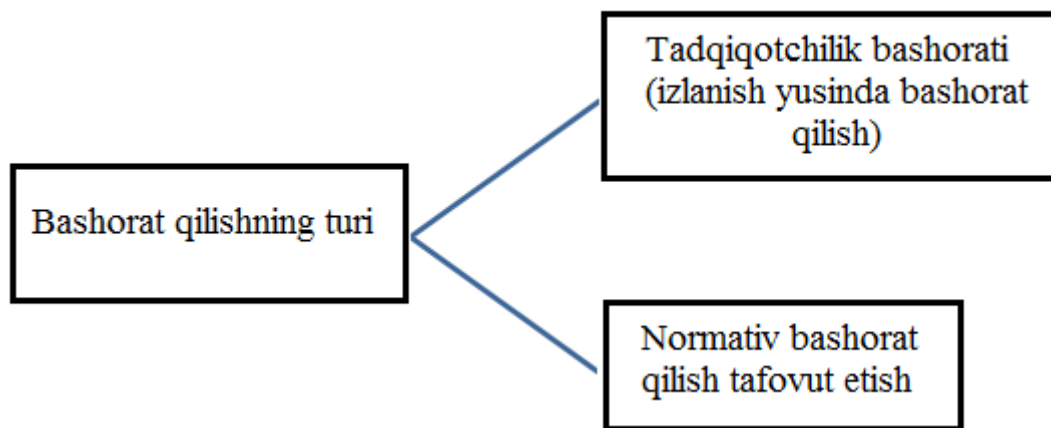 Bashorat qilishning turi
Tadqiqotchilik bashorati
(izlanish yusinda bashorat
qilish)
Normativ bashorat
qilish tafovut etish